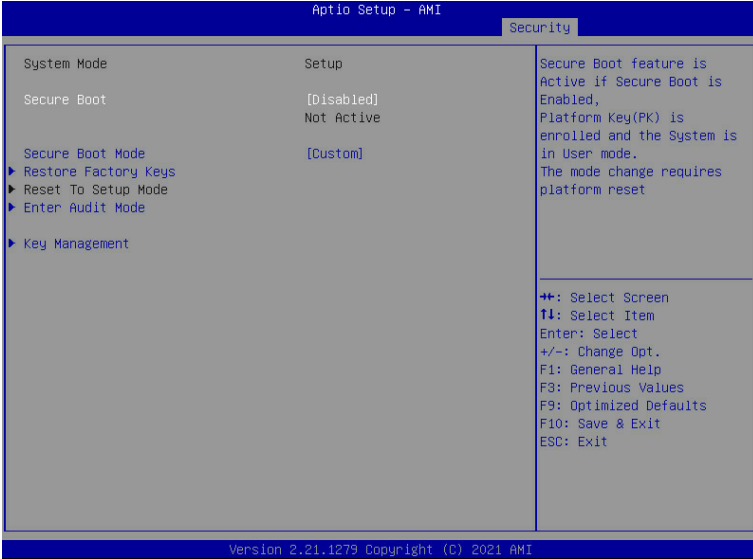 Aptio Setup – AMI
Security
System Mode Setup
Secure Boot [Disabled]
Not Active
Secure Boot Mode [Custom]
Restore Factory Keys
Reset To Setup Mode
Enter Audit Mode
Key Management
Secure Boot feature is
Active if Secure Boot is
Enabled,
Platform Key(PK) is
enrolled and the System is
in User mode.
The mode change requires
platform reset
→←: Select Screen
↑↓: Select Item
Enter: Select
+/-: Change Opt.
F1: General Help
F3: Previous Values
F9: Optimized Defaults
F10: Save & Exit
ESC: Exit
Version 2.21.1279 Copyright (C) 2021 AMI